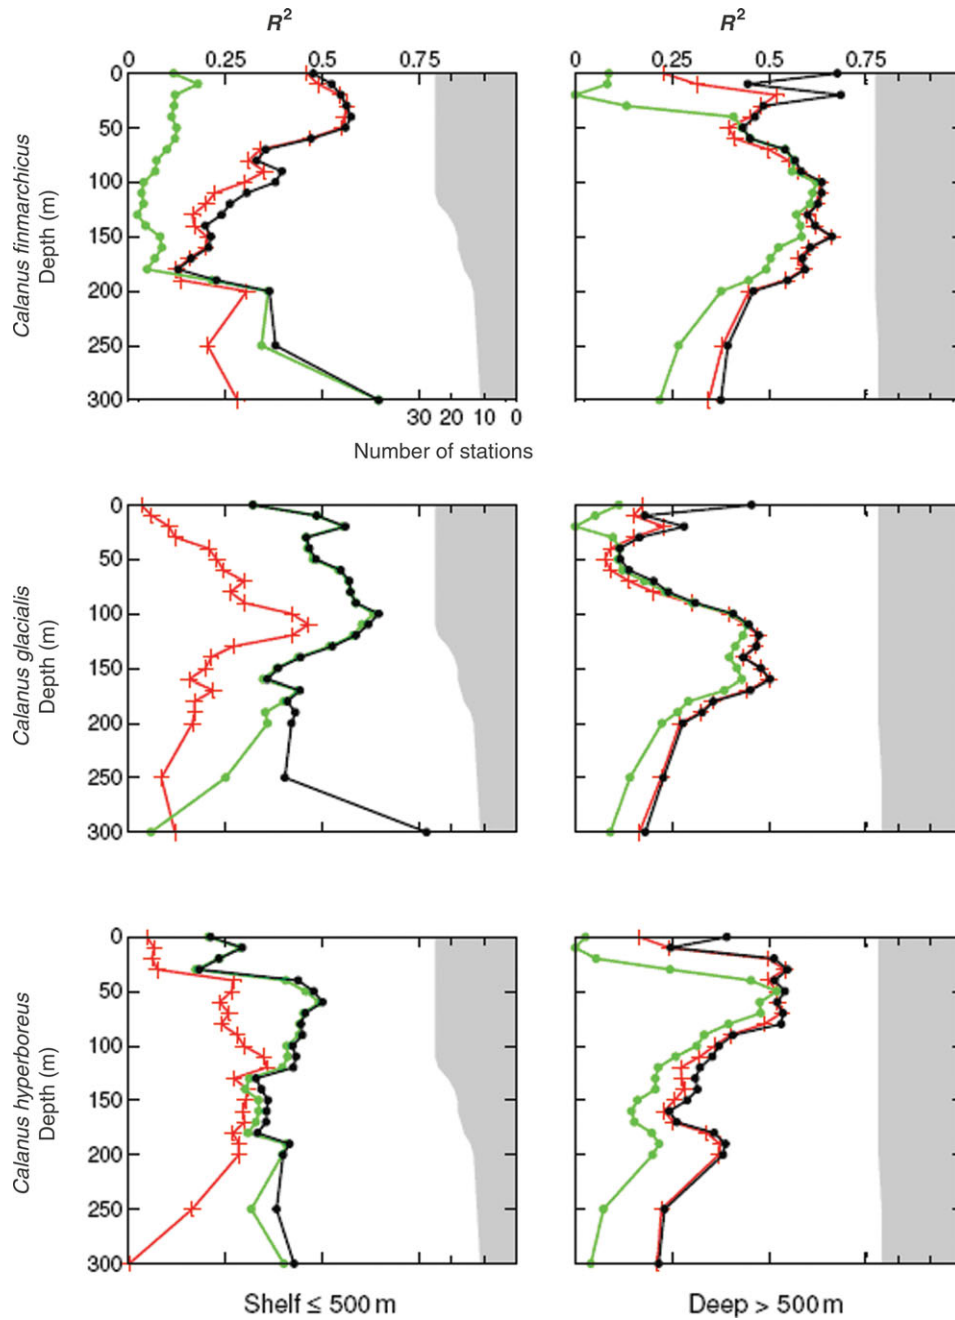 R2
R2
0 0.25 0.5 0.75
0 0.25 0.5 0.75
Calanus finmarchicus
Depth (m)
0
50
100
150
200
250
300
30 20 10 0
Number of stations
Calanus glacialis
Depth (m)
0
50
100
150
200
250
300
Calanus hyperboreus
Depth (m)
0
50
100
150
200
250
300
Shelf ≤ 500 m
Deep > 500 m